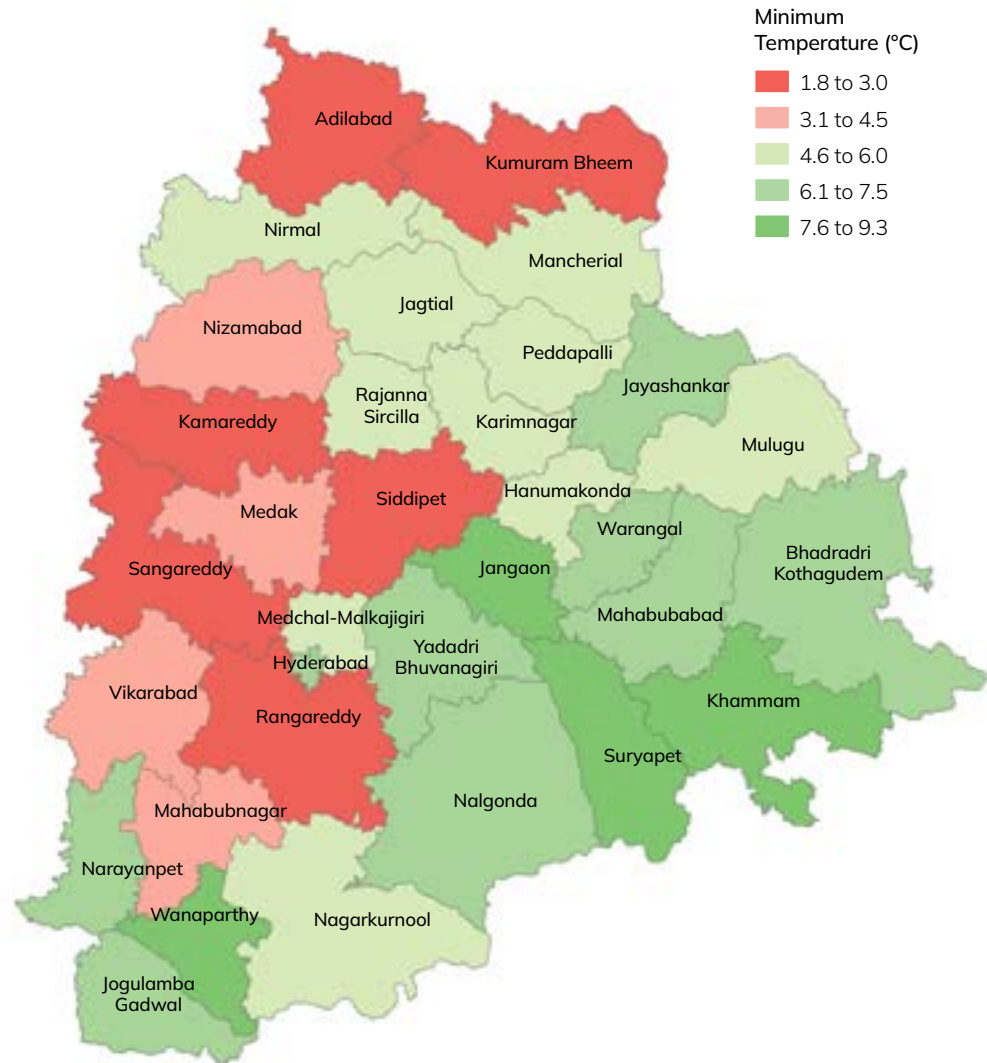 Minimum
Temperature (°C)
1.8 to 3.0
3.1 to 4.5
4.6 to 6.0
6.1 to 7.5
7.6 to 9.3
Adilabad
Kumuram Bheem
Nirmal
Mancherial
Jagtial
Nizamabad
Peddapalli
Jayashankar
Rajanna
Sircilla
Karimnagar
Kamareddy
Mulugu
Hanumakonda
Siddipet
Medak
Warangal
Bhadradri
Kothagudem
Jangaon
Sangareddy
Mahabubabad
Medchal-Malkajigiri
Yadadri
Bhuvanagiri
Hyderabad
Vikarabad
Khammam
Rangareddy
Suryapet
Nalgonda
Mahabubnagar
Narayanpet
Wanaparthy
Nagarkurnool
Jogulamba
Gadwal